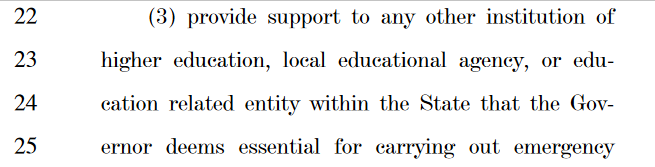 22 (3) provide support to any other institution of
23 higher education, local educational agency, or edu-
24 cation related entity within the State that the Gov-
25 ernor deems essential for carrying out emergency